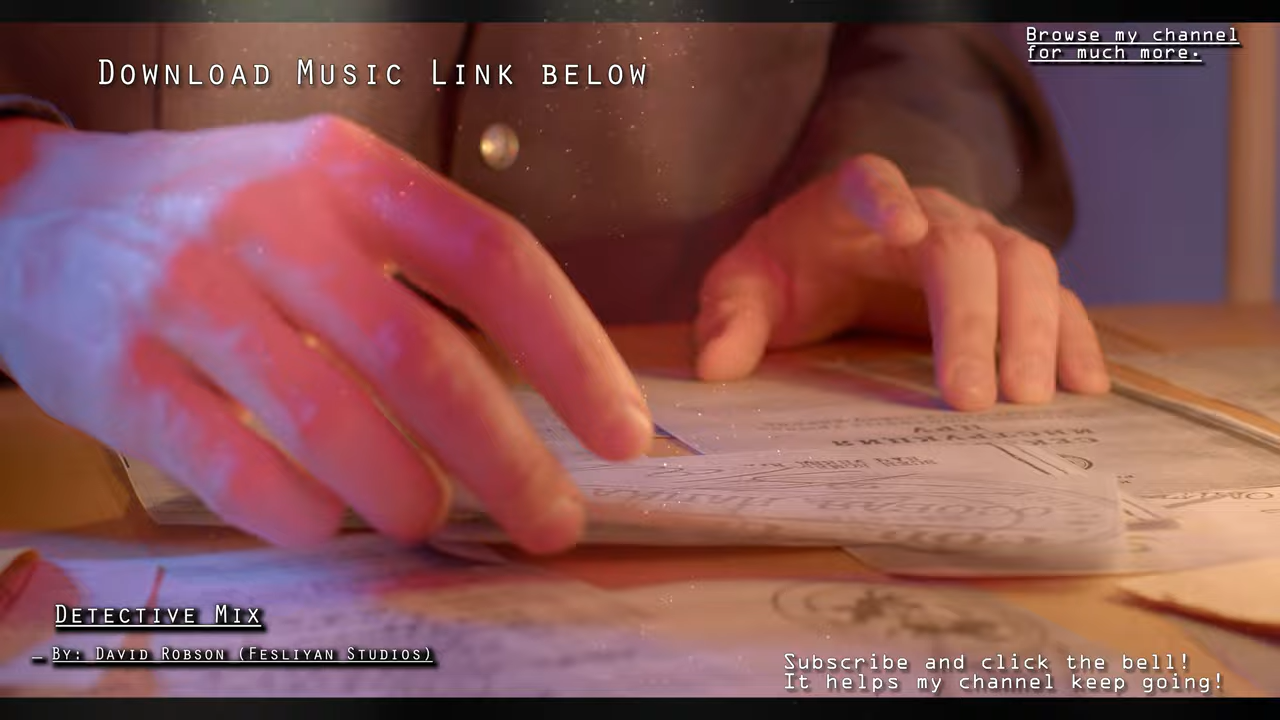 Browse my channel
for much more.
Download Music Link below
ИНСТРУКЦИЯ
Detective Mix
_ By: David Robson (Fesliyan Studios)
Subscribe and click the bell!
It helps my channel keep going!